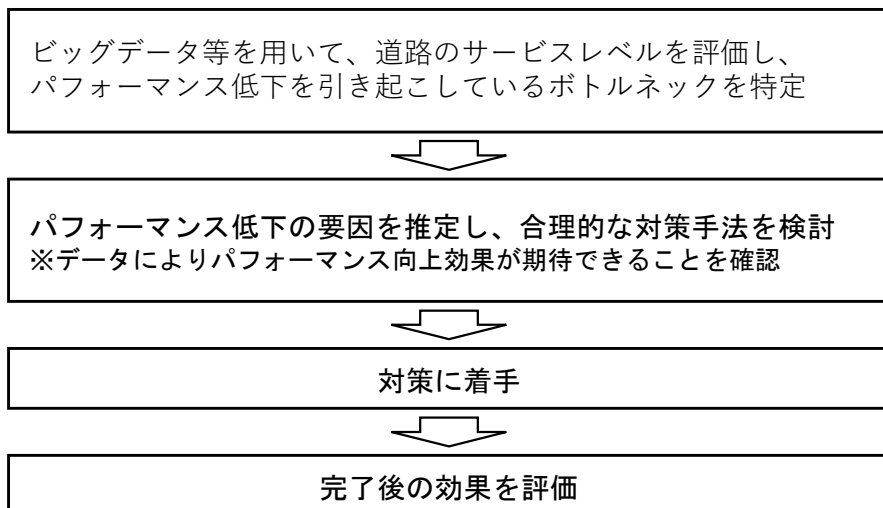 ビッグデータ等を用いて、道路のサービスレベルを評価し、
パフォーマンス低下を引き起こしているボトルネックを特定
パフォーマンス低下の要因を推定し、合理的な対策手法を検討
※データによりパフォーマンス向上効果が期待できることを確認
対策に着手
完了後の効果を評価